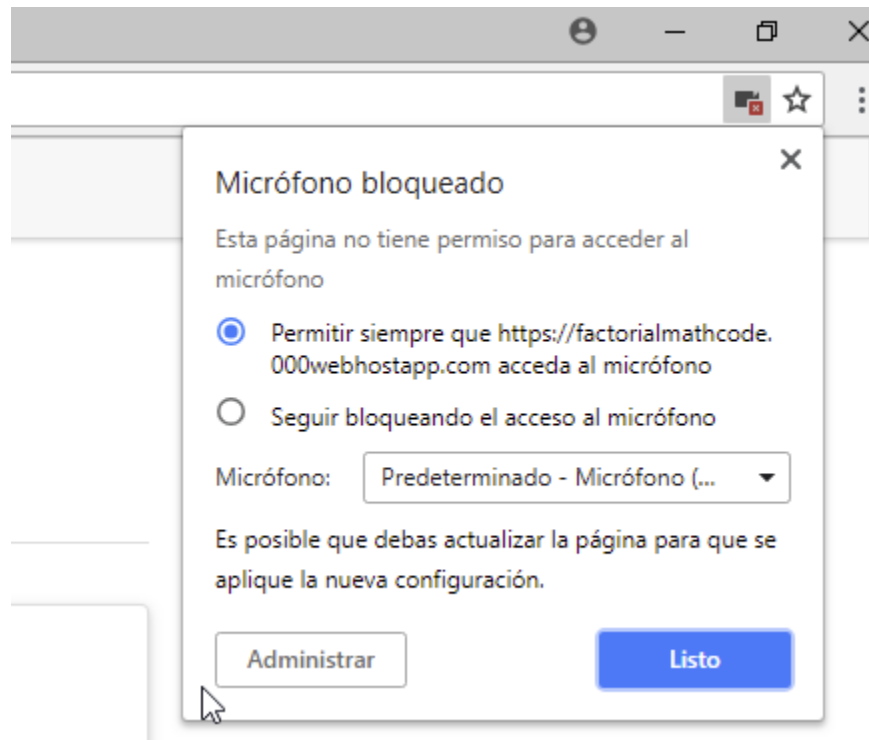 Micrófono bloqueado
Esta página no tiene permiso para acceder al
micrófono
Permitir siempre que https://factorialmathcode.
000webhostapp.com acceda al micrófono
Seguir bloqueando el acceso al micrófono
Micrófono: Predeterminado - Micrófono (...
Es posible que debas actualizar la página para que se
aplique la nueva configuración.
Administrar Listo